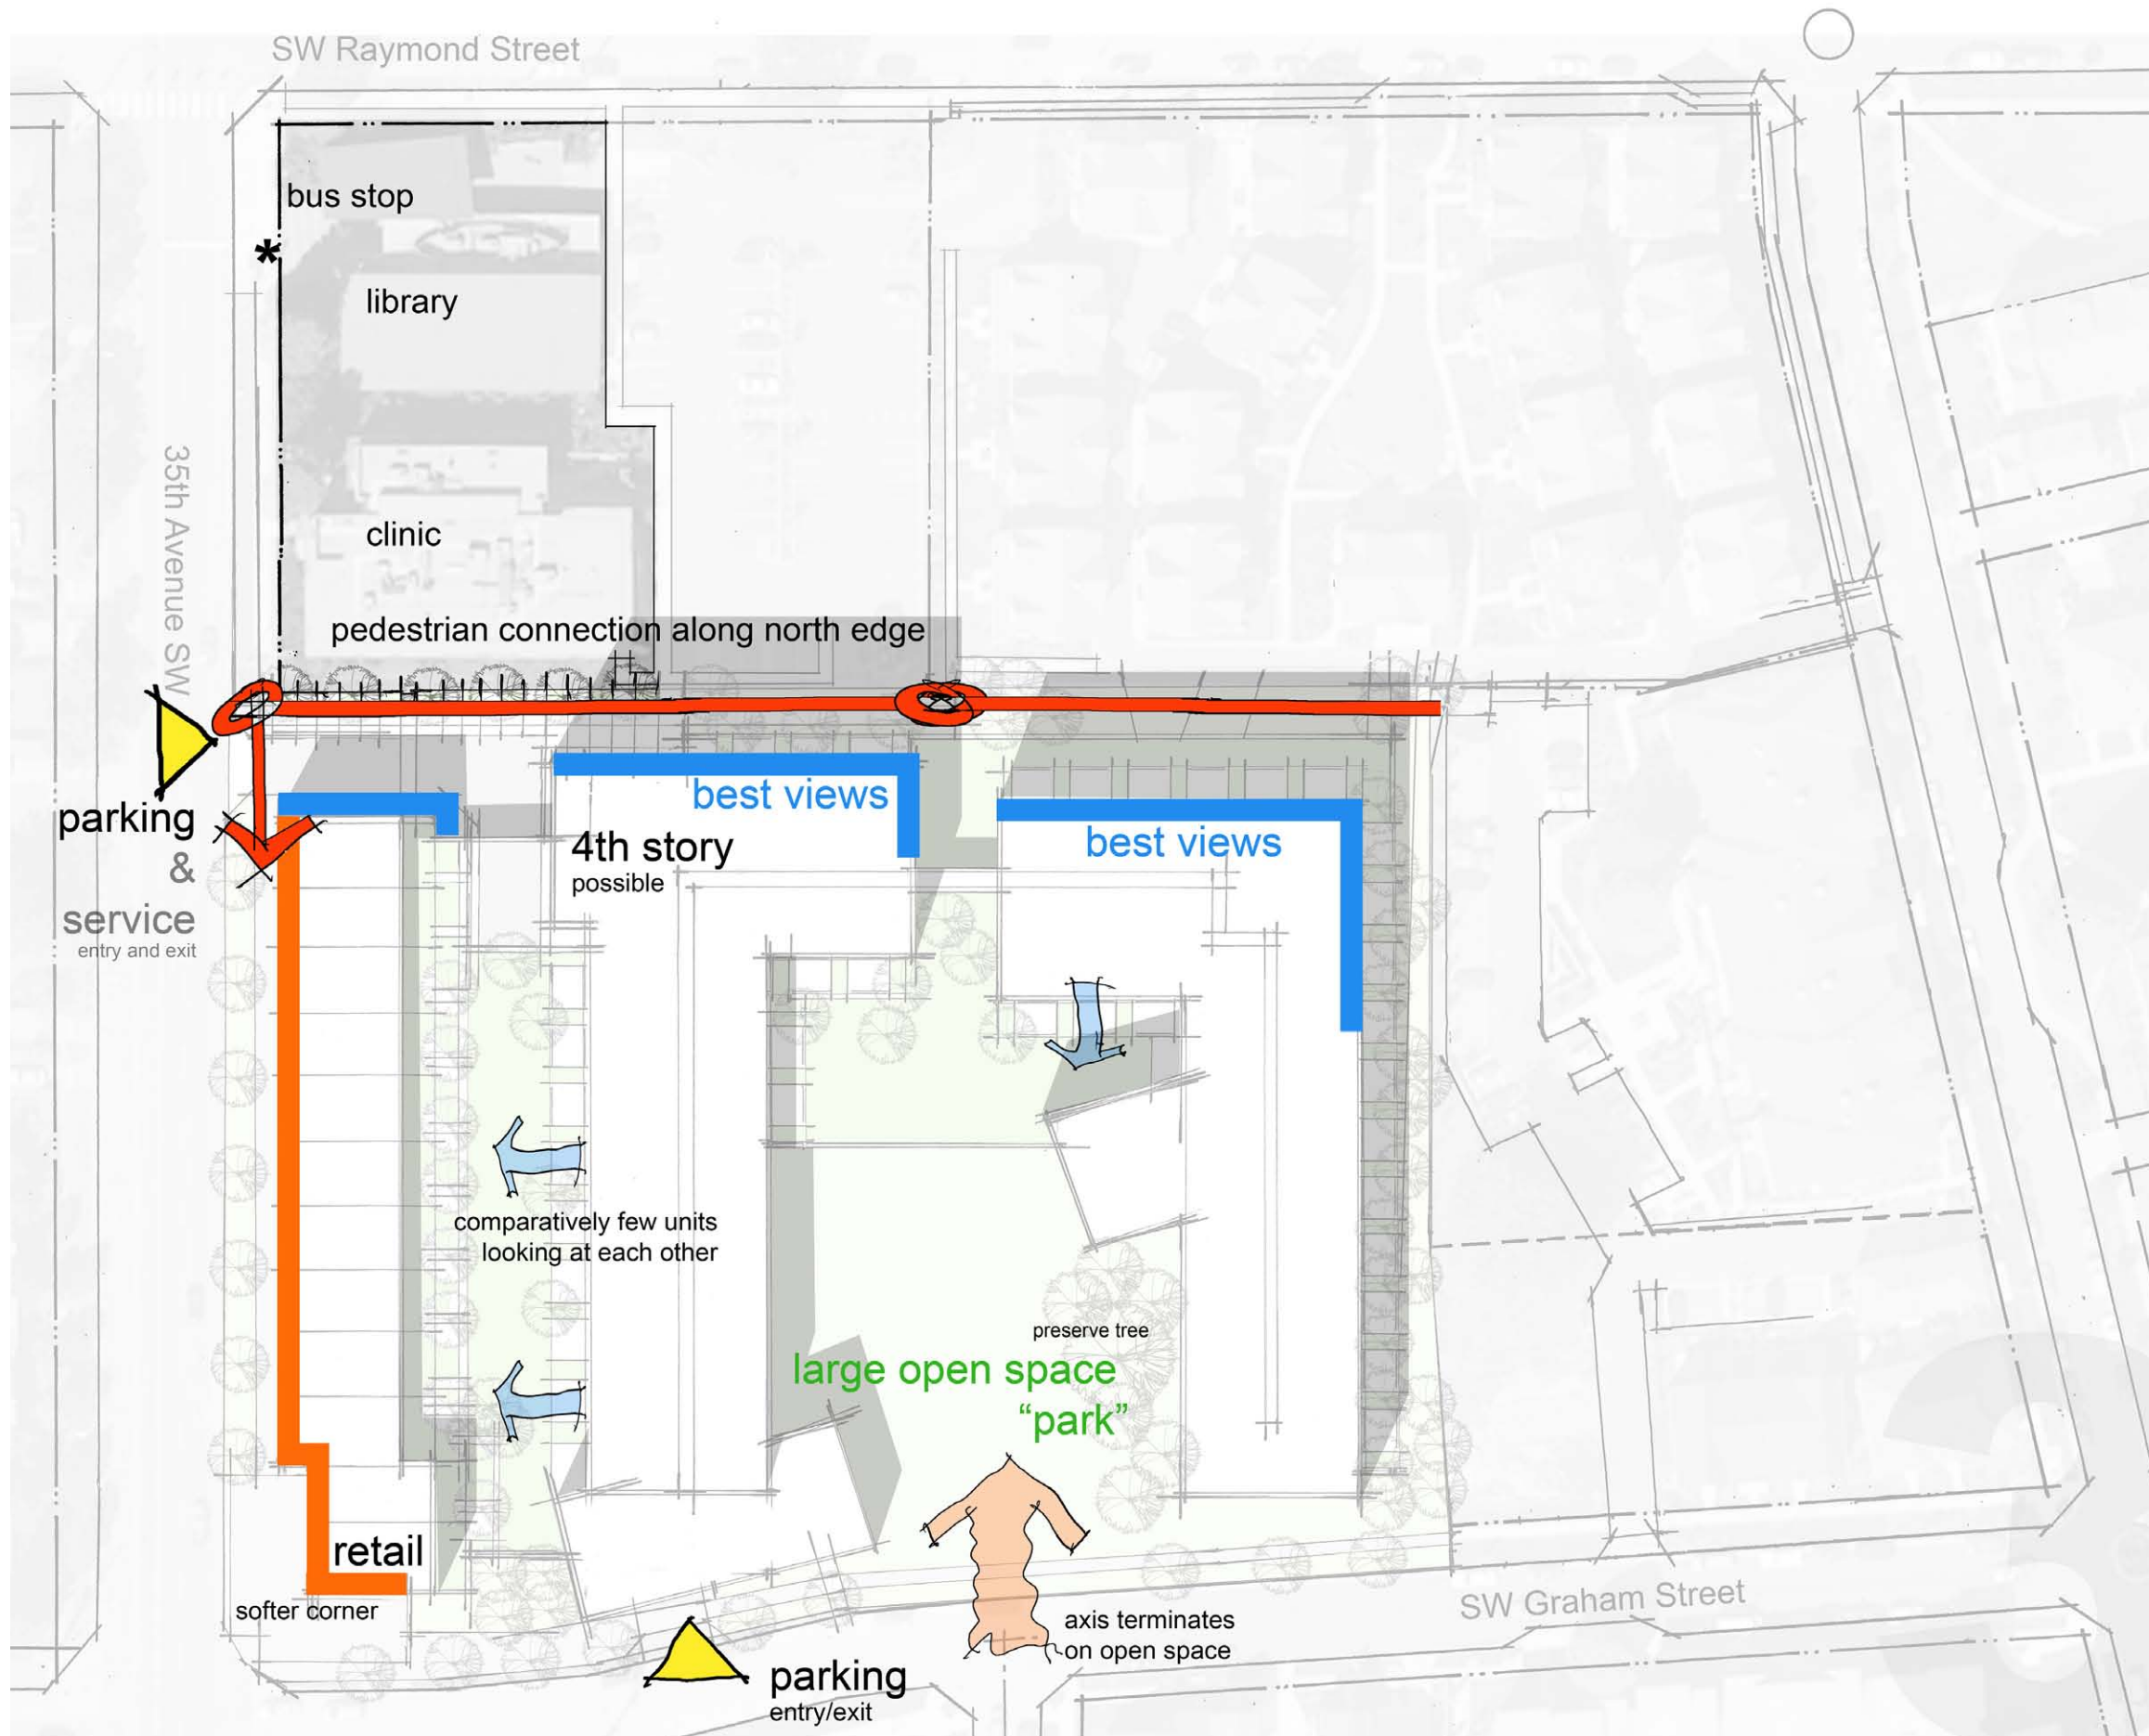 SW Raymond Street
bus stop
*
library
35th Avenue SW
clinic
pedestrian connection along north edge
parking
&
service
entry and exit
best views
4th story
possible
best views
comparatively few units
looking at each other
preserve tree
large open space
“park”
retail
softer corner
SW Graham Street
axis terminates
on open space
parking
entry/exit